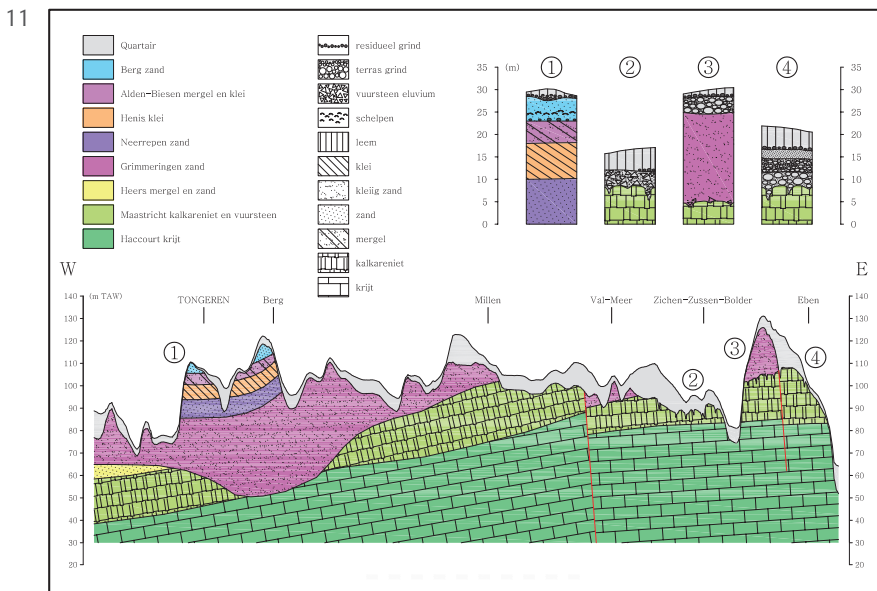 11
Quartair
Berg zand
Alden-Biesen mergel en klei
Henis klei
Neerrepen zand
Grimmeringen zand
Heers mergel en zand
Maastricht kalkareniet en vuursteen
Haccourt krijt
residueel grind
terras grind
vuursteen eluvium
schelpen
leem
klei
kleiig zand
zand
mergel
kalkareniet
krijt
(m)
35
30
25
20
15
10
5
0
① ② ③ ④
35
30
25
20
15
10
5
0
W
E
(m TAW) TONGEREN Berg Millen Val-Meer Zichen-Zussen-Bolder Eben
140
130
120
110
100
90
80
70
60
50
40
30
20
① ② ③ ④
140
130
120
110
100
90
80
70
60
50
40
30
20